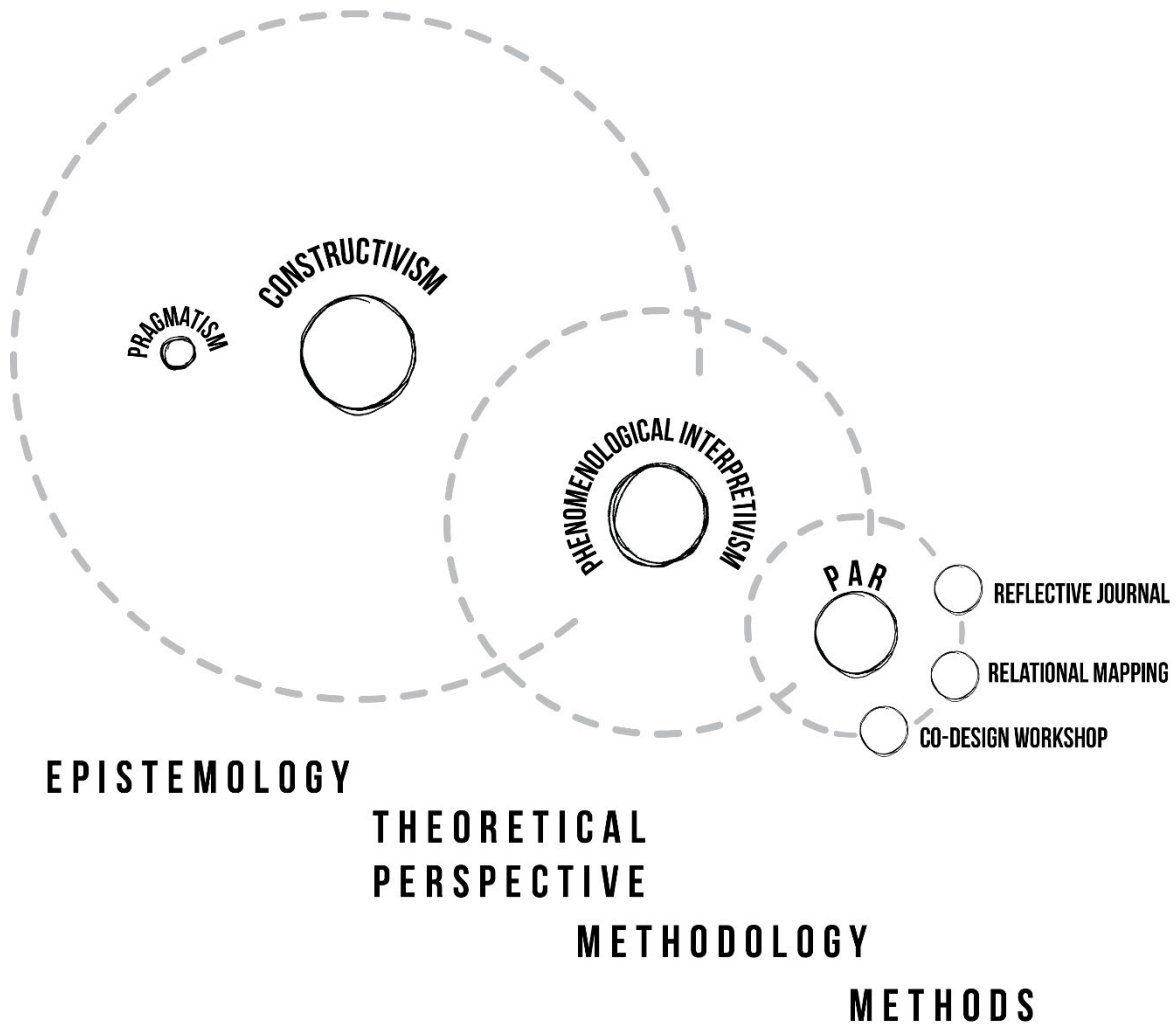 CONSTRUCTIVISM
PRAGMATISM
PHENOMENOLOGICAL INTERPRETIVISM
PAR
REFLECTIVE JOURNAL
RELATIONAL MAPPING
CO-DESIGN WORKSHOP
EPISTEMOLOGY
THEORETICAL
PERSPECTIVE
METHODOLOGY
METHODS